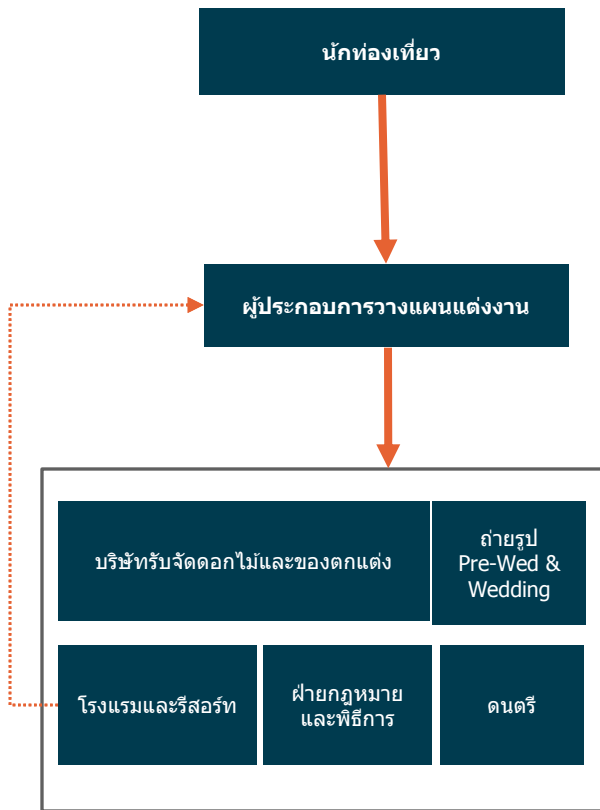 นักท่องเที่ยว
ผู้ประกอบการวางแผนแต่งงาน
บริษัทรับจัดดอกไม้และของตกแต่ง
ถ่ายรูป
Pre-Wed &
Wedding
โรงแรมและรีสอร์ท
ฝ่ายกฎหมาย
และพิธีการ
ดนตรี